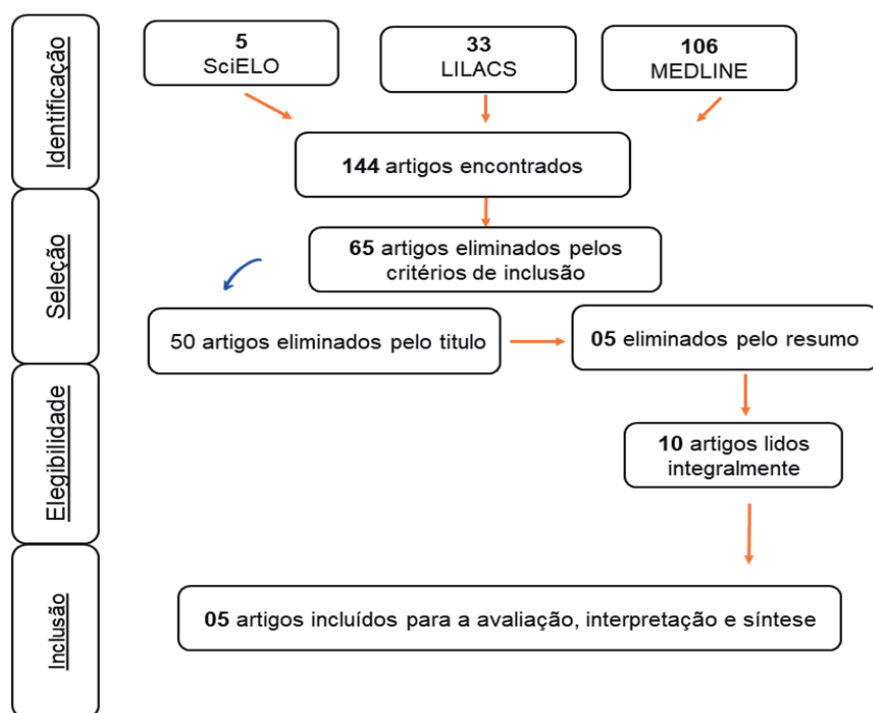 Identificação
5
SciELO
33
LILACS
106
MEDLINE
144 artigos encontrados
Seleção
65 artigos eliminados pelos
critérios de inclusão
50 artigos eliminados pelo titulo
05 eliminados pelo resumo
Elegibilidade
10 artigos lidos
integralmente
Inclusão
05 artigos incluídos para a avaliação, interpretação e síntese